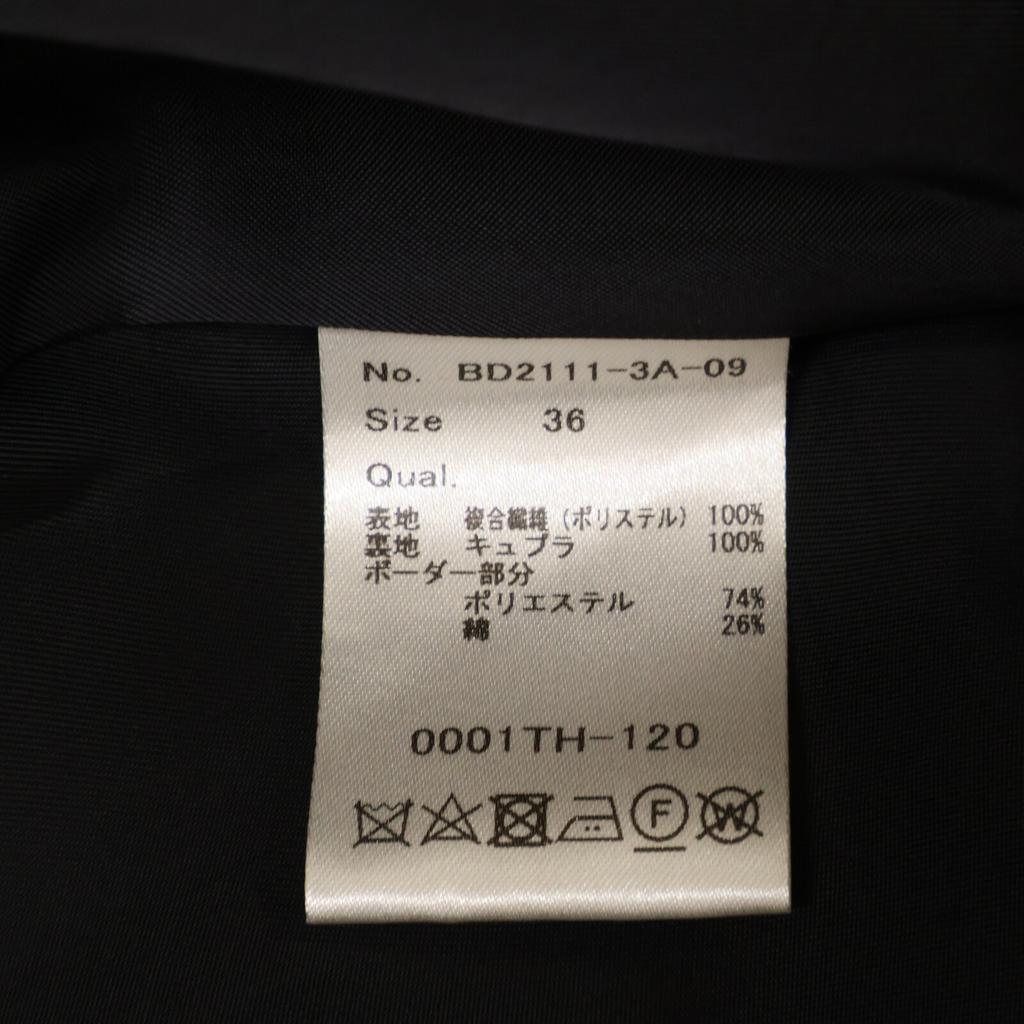 No. BD2111-3A-09
Size 36
Qual.
表地 複合繊維(ポリステル) 100%
裏地 キュプラ 100%
ボーダー部分
ポリエステル 74%
綿 26%
0001TH-120
F W